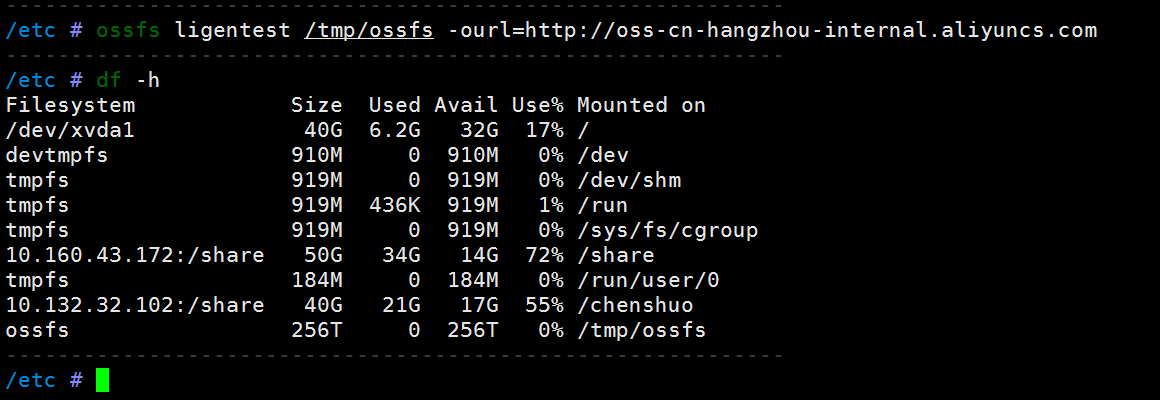 /etc # ossfs ligentest /tmp/ossfs -ourl=http://oss-cn-hangzhou-internal.aliyuncs.com
/etc # df -h
Filesystem            Size  Used Avail Use% Mounted on
/dev/xvda1             40G  6.2G   32G  17% /
devtmpfs              910M     0  910M   0% /dev
tmpfs                 919M     0  919M   0% /dev/shm
tmpfs                 919M  436K  919M   1% /run
tmpfs                 919M     0  919M   0% /sys/fs/cgroup
10.160.43.172:/share   50G   34G   14G  72% /share
tmpfs                 184M     0  184M   0% /run/user/0
10.132.32.102:/share   40G   21G   17G  55% /chenshuo
ossfs                 256T     0  256T   0% /tmp/ossfs
/etc #